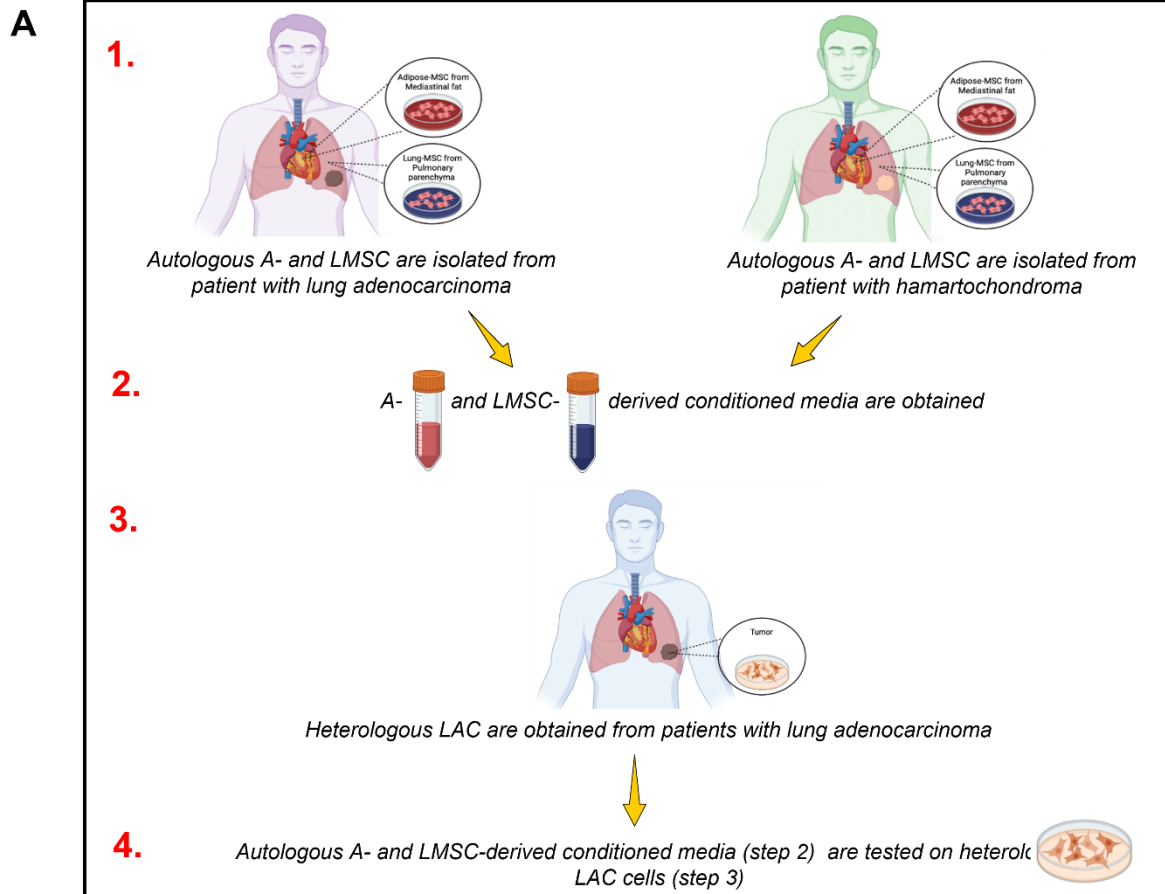 A
1.
Adipose-MSC from
Mediastinal fat
Lung-MSC from
Pulmonary
parenchyma
Adipose-MSC from
Mediastinal fat
Lung-MSC from
Pulmonary
parenchyma
Autologous A- and LMSC are isolated from
patient with lung adenocarcinoma
Autologous A- and LMSC are isolated from
patient with hamartochondroma
2.
A- and LMSC- derived conditioned media are obtained
3.
Tumor
Heterologous LAC are obtained from patients with lung adenocarcinoma
4.
Autologous A- and LMSC-derived conditioned media (step 2) are tested on
LAC cells (step 3)